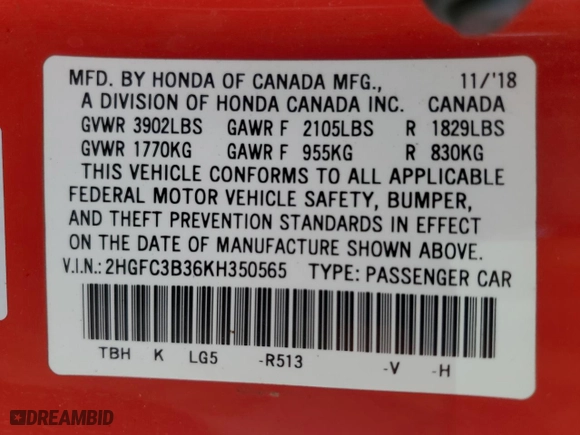 MFD. BY HONDA OF CANADA MFG., 11/'18
A DIVISION OF HONDA CANADA INC. CANADA
GVWR 3902LBS GAWR F 2105LBS R 1829LBS
GVWR 1770KG GAWR F 955KG R 830KG
THIS VEHICLE CONFORMS TO ALL APPLICABLE
FEDERAL MOTOR VEHICLE SAFETY, BUMPER,
AND THEFT PREVENTION STANDARDS IN EFFECT
ON THE DATE OF MANUFACTURE SHOWN ABOVE.
V.I.N.: 2HGFC3B36KH350565 TYPE: PASSENGER CAR
TBH K LG5 -R513 -V -H
DREAMBID